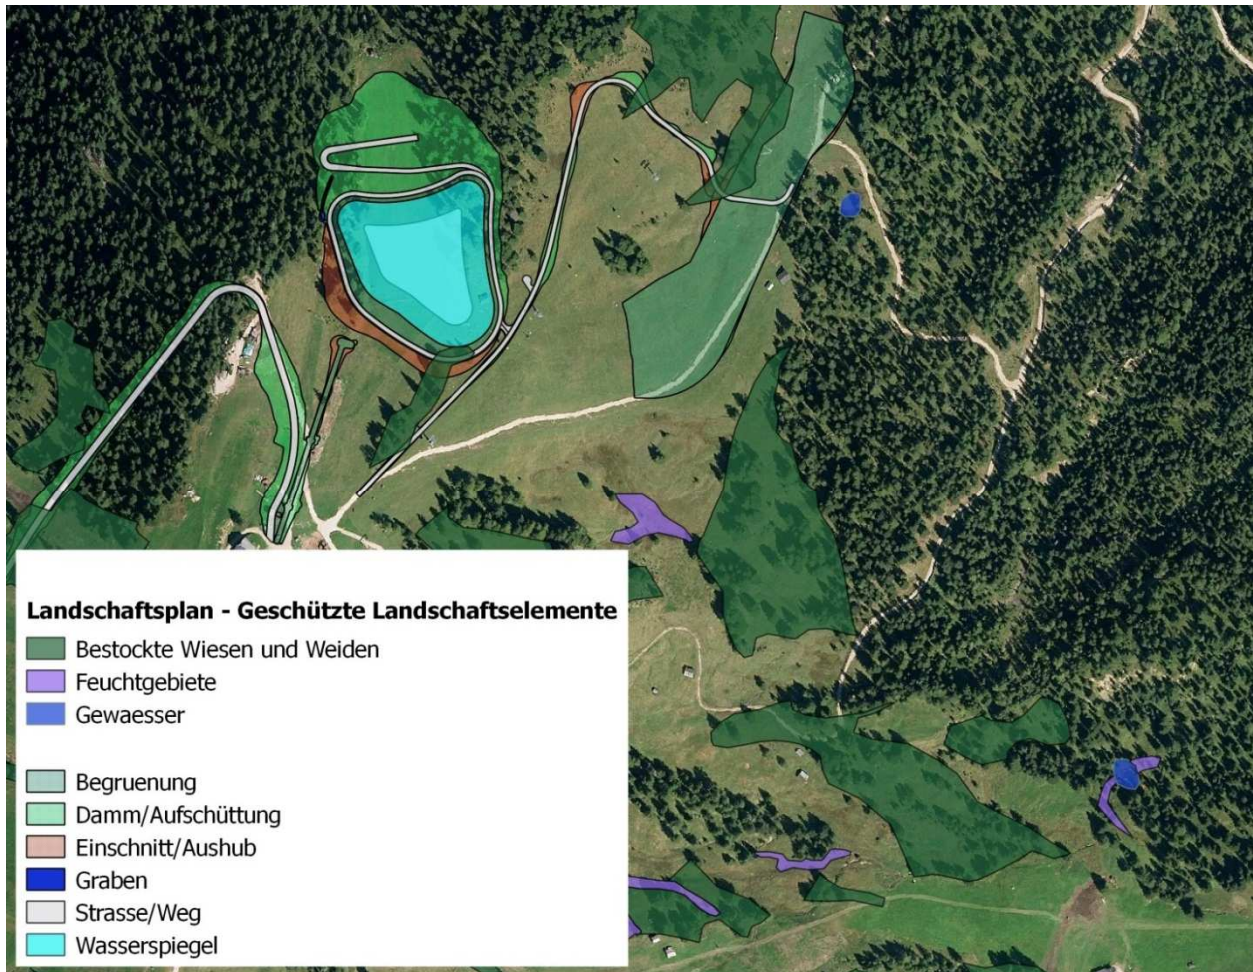 Landschaftsplan - Geschützte Landschaftselemente
Bestockte Wiesen und Weiden
Feuchtgebiete
Gewaesser
Begruenung
Damm/Aufschüttung
Einschnitt/Aushub
Graben
Strasse/Weg
Wasserspiegel